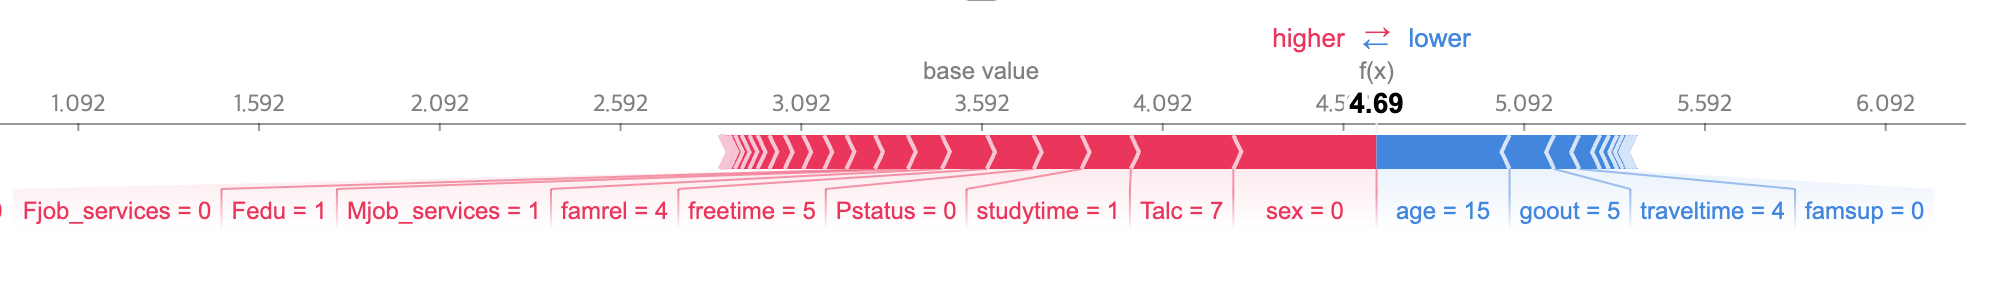 higher lower
base value f(x)
1.092 1.592 2.092 2.592 3.092 3.592 4.092 4.5 4.69 5.092 5.592 6.092
Fjob_services = 0 Fedu = 1 Mjob_services = 1 famrel = 4 freetime = 5 Pstatus = 0 studytime = 1 Talc = 7 sex = 0 age = 15 goout = 5 traveltime = 4 famsup = 0